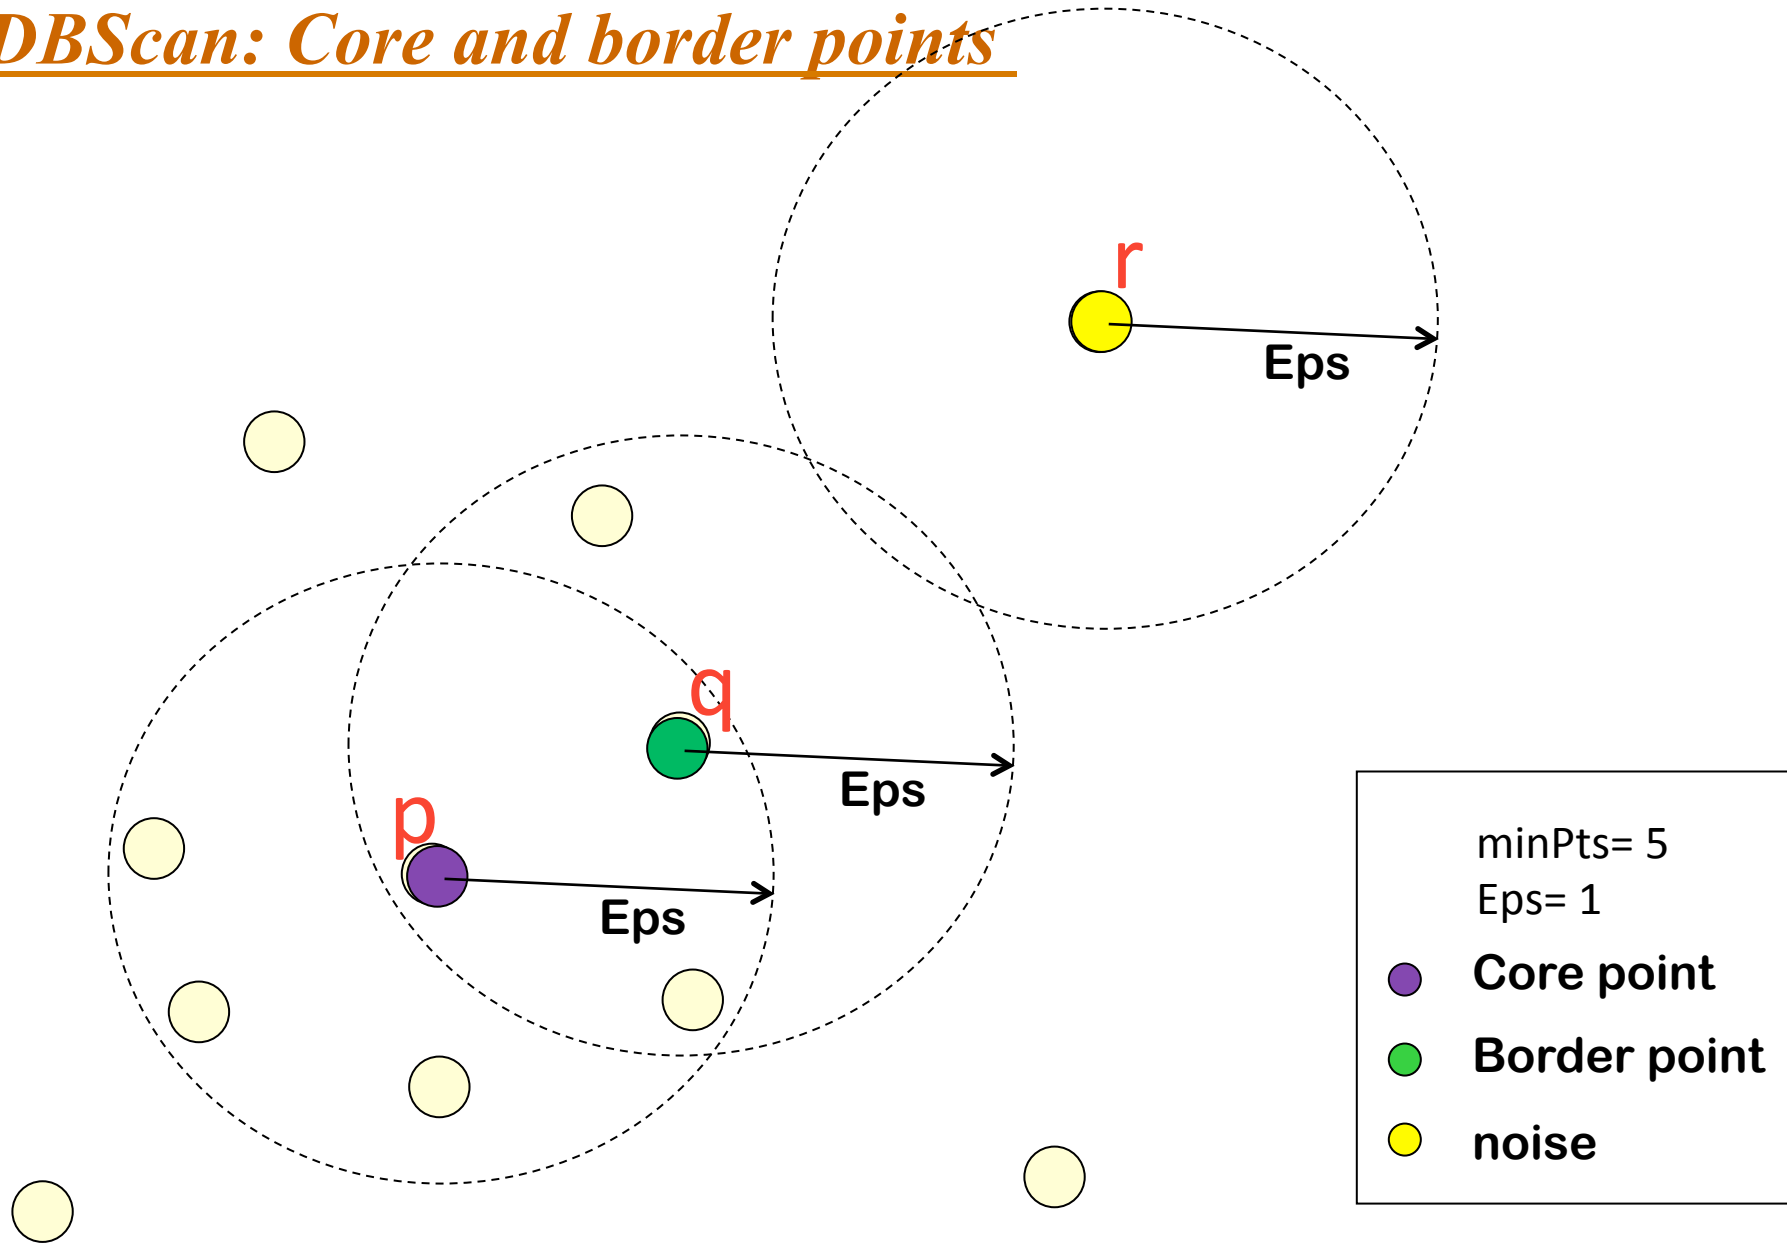 DBScan: Core and border points
r
Eps
q
Eps
p
Eps
minPts= 5
Eps= 1
Core point
Border point
noise